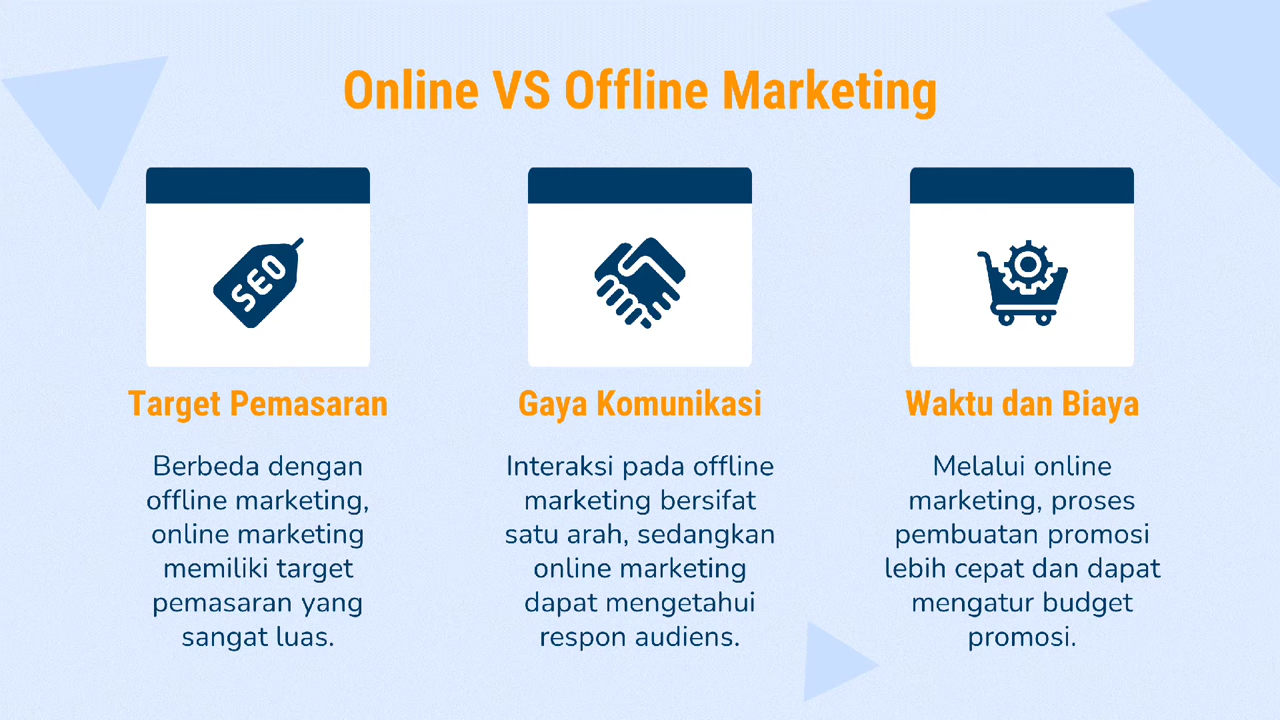 Online VS Offline Marketing
SEO
Target Pemasaran
Berbeda dengan
offline marketing,
online marketing
memiliki target
pemasaran yang
sangat luas.
Gaya Komunikasi
Interaksi pada offline
marketing bersifat
satu arah, sedangkan
online marketing
dapat mengetahui
respon audiens.
Waktu dan Biaya
Melalui online
marketing, proses
pembuatan promosi
lebih cepat dan dapat
mengatur budget
promosi.